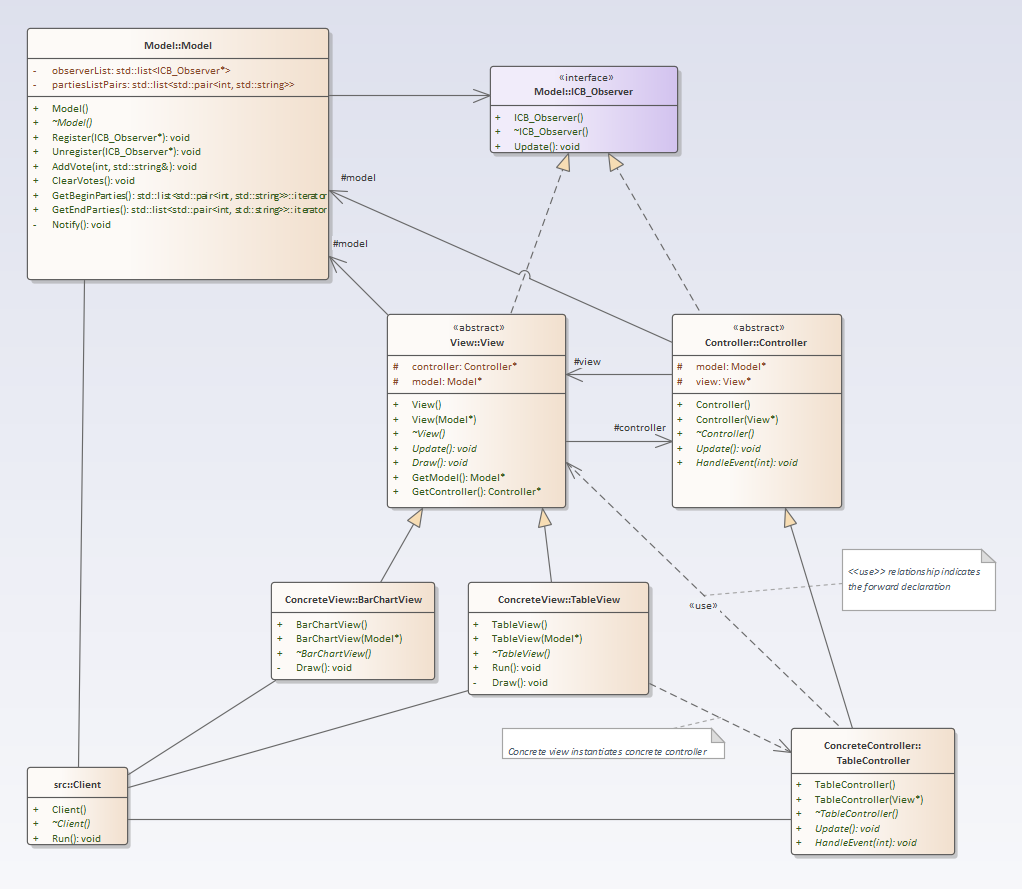 Model::Model
- observerList: std::list<ICB_Observer*>
- partiesListPairs: std::list<std::pair<int, std::string>>
+ Model()
+ ~Model()
+ Register(ICB_Observer*): void
+ Unregister(ICB_Observer*): void
+ AddVote(int, std::string&): void
+ ClearVotes(): void
+ GetBeginParties(): std::list<std::pair<int, std::string>>::iterator
+ GetEndParties(): std::list<std::pair<int, std::string>>::iterator
- Notify(): void
«interface»
Model::ICB_Observer
+ ICB_Observer()
+ ~ICB_Observer()
+ Update(): void
#model
#model
«abstract»
View::View
# controller: Controller*
# model: Model*
+ View()
+ View(Model*)
+ ~View()
+ Update(): void
+ Draw(): void
+ GetModel(): Model*
+ GetController(): Controller*
#view
#controller
«abstract»
Controller::Controller
# model: Model*
# view: View*
+ Controller()
+ Controller(View*)
+ ~Controller()
+ Update(): void
+ HandleEvent(int): void
<<use>> relationship indicates
the forward declaration
«use»
ConcreteView::BarChartView
+ BarChartView()
+ BarChartView(Model*)
+ ~BarChartView()
- Draw(): void
ConcreteView::TableView
+ TableView()
+ TableView(Model*)
+ ~TableView()
+ Run(): void
- Draw(): void
Concrete view instantiates concrete controller
ConcreteController::
TableController
+ TableController()
+ TableController(View*)
+ ~TableController()
+ Update(): void
+ HandleEvent(int): void
src::Client
+ Client()
+ ~Client()
+ Run(): void